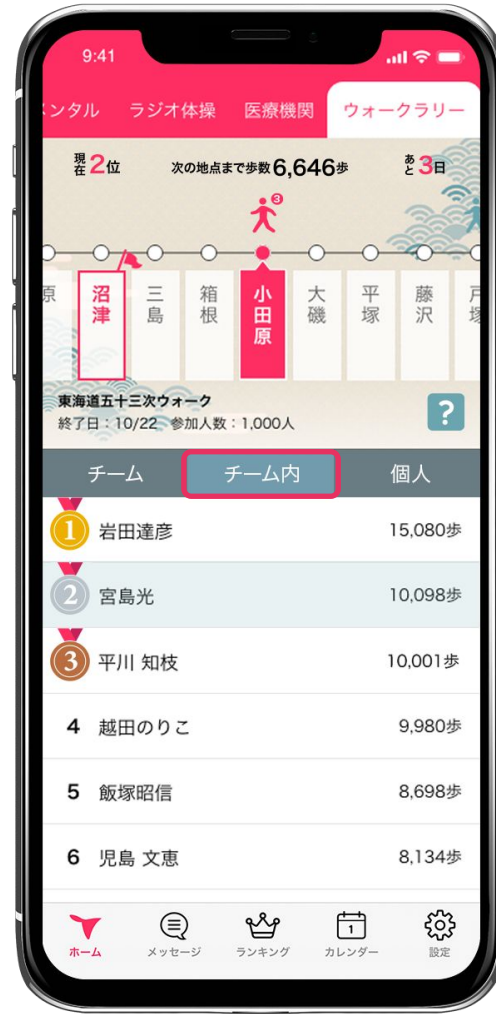 9:41
ンタル ラジオ体操 医療機関 ウォークラリー
現在2位 次の地点まで歩数6,646歩 あと3日
3
原 沼津 三島 箱根 小田原 大磯 平塚 藤沢 戸塚
東海道五十三次ウォーク
終了日：10/22 参加人数：1,000人
?
チーム チーム内 個人
1 岩田達彦 15,080歩
2 宮島光 10,098歩
3 平川 知枝 10,001歩
4 越田のりこ 9,980歩
5 飯塚昭信 8,698歩
6 児島 文恵 8,134歩
1
ホーム メッセージ ランキング カレンダー 設定